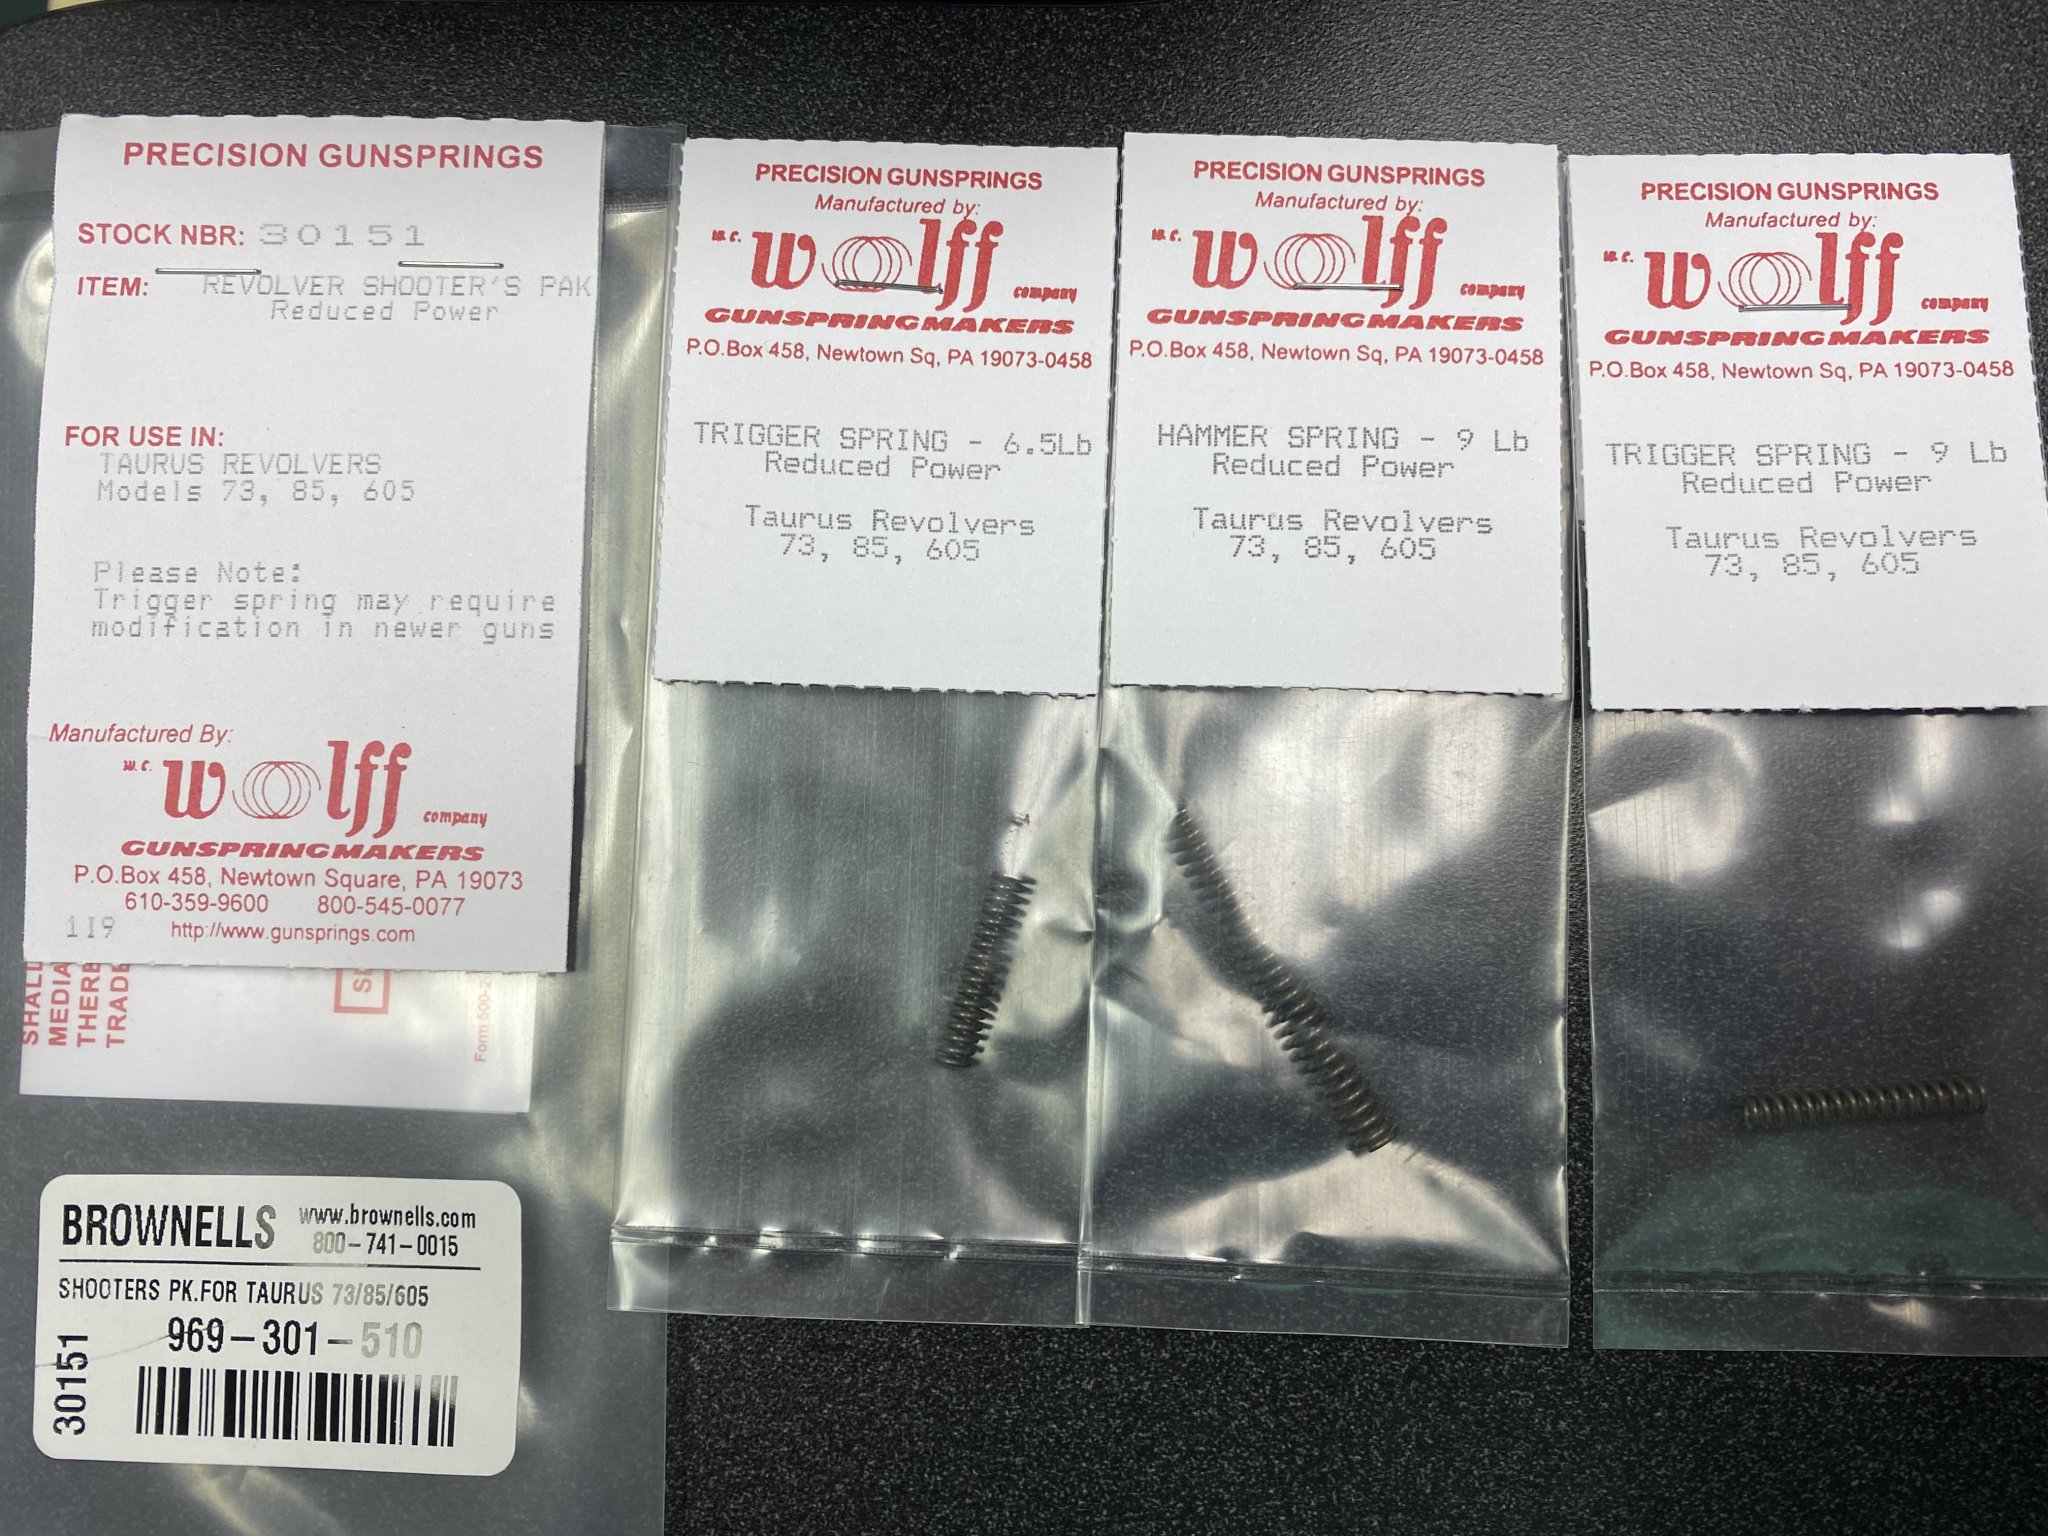 PRECISION GUNSPRINGS
STOCK NBR: 30151
ITEM: REVOLVER SHOOTER'S PAK
Reduced Power
FOR USE IN:
TAURUS REVOLVERS
Models 73, 85, 605
Please Note:
Trigger spring may require
modification in newer guns
Manufactured By:
W. C. Wolff company
GUNSPRINGMAKERS
P.O.Box 458, Newtown Square, PA 19073
610-359-9600 800-545-0077
119 http://www.gunsprings.com
SHALL
MEDIA
THERE
TRADE
Form 500-2
BROWNELLS www.brownells.com
800-741-0015
SHOOTERS PK.FOR TAURUS 73/85/605
969-301-510
30151
PRECISION GUNSPRINGS
Manufactured by:
W. C. Wolff company
GUNSPRINGMAKERS
P.O.Box 458, Newtown Sq, PA 19073-0458
TRIGGER SPRING - 6.5Lb
Reduced Power
Taurus Revolvers
73, 85, 605
PRECISION GUNSPRINGS
Manufactured by:
W. C. Wolff company
GUNSPRINGMAKERS
P.O.Box 458, Newtown Sq, PA 19073-0458
HAMMER SPRING - 9 Lb
Reduced Power
Taurus Revolvers
73, 85, 605
PRECISION GUNSPRINGS
Manufactured by:
W. C. Wolff company
GUNSPRINGMAKERS
P.O.Box 458, Newtown Sq, PA 19073-0458
TRIGGER SPRING - 9 Lb
Reduced Power
Taurus Revolvers
73, 85, 605